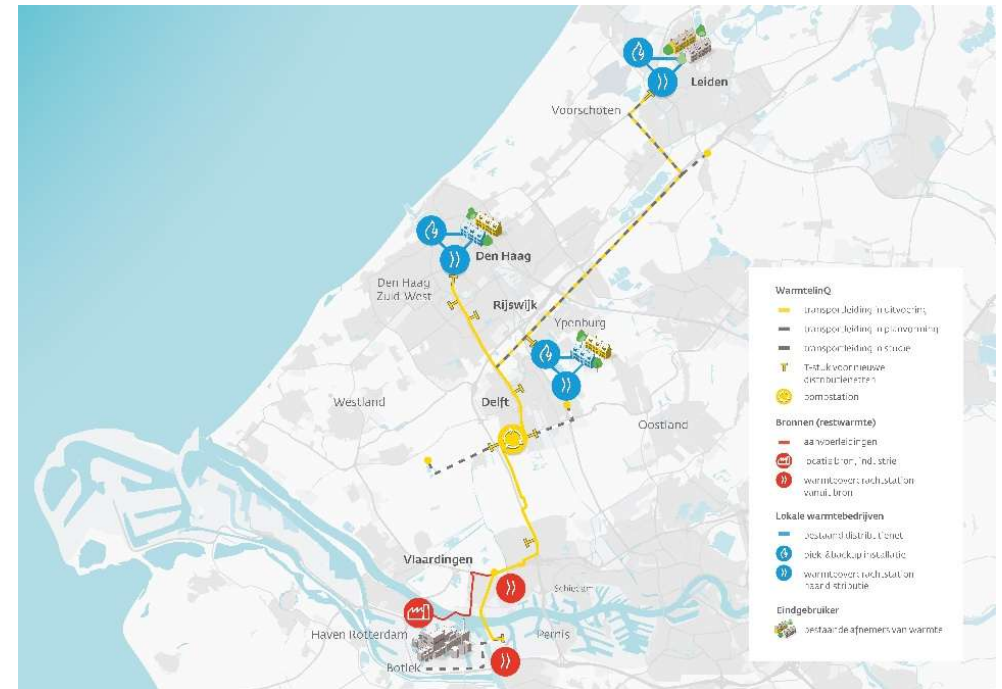 Leiden
Voorschoten
Den Haag
Den Haag
Zuid-West
Rijswijk
Ypenburg
Westland
Delft
Oostland
Vlaardingen
Schiedam
Haven Rotterdam
Pernis
Botlek
WarmtelinQ
transportleiding in uitvoering
transportleiding in planvorming
transportleiding in studie
T-stuk voor nieuwe
distributienetten
pompstation
Bronnen (restwarmte)
aanvoerleidingen
locatie bron, industrie
warmteoverdrachtstation
vanuit bron
Lokale warmtebedrijven
bestaand distributienet
piek- & backup installatie
warmteoverdrachtstation
naar distributie
Eindgebruiker
bestaande afnemers van warmte